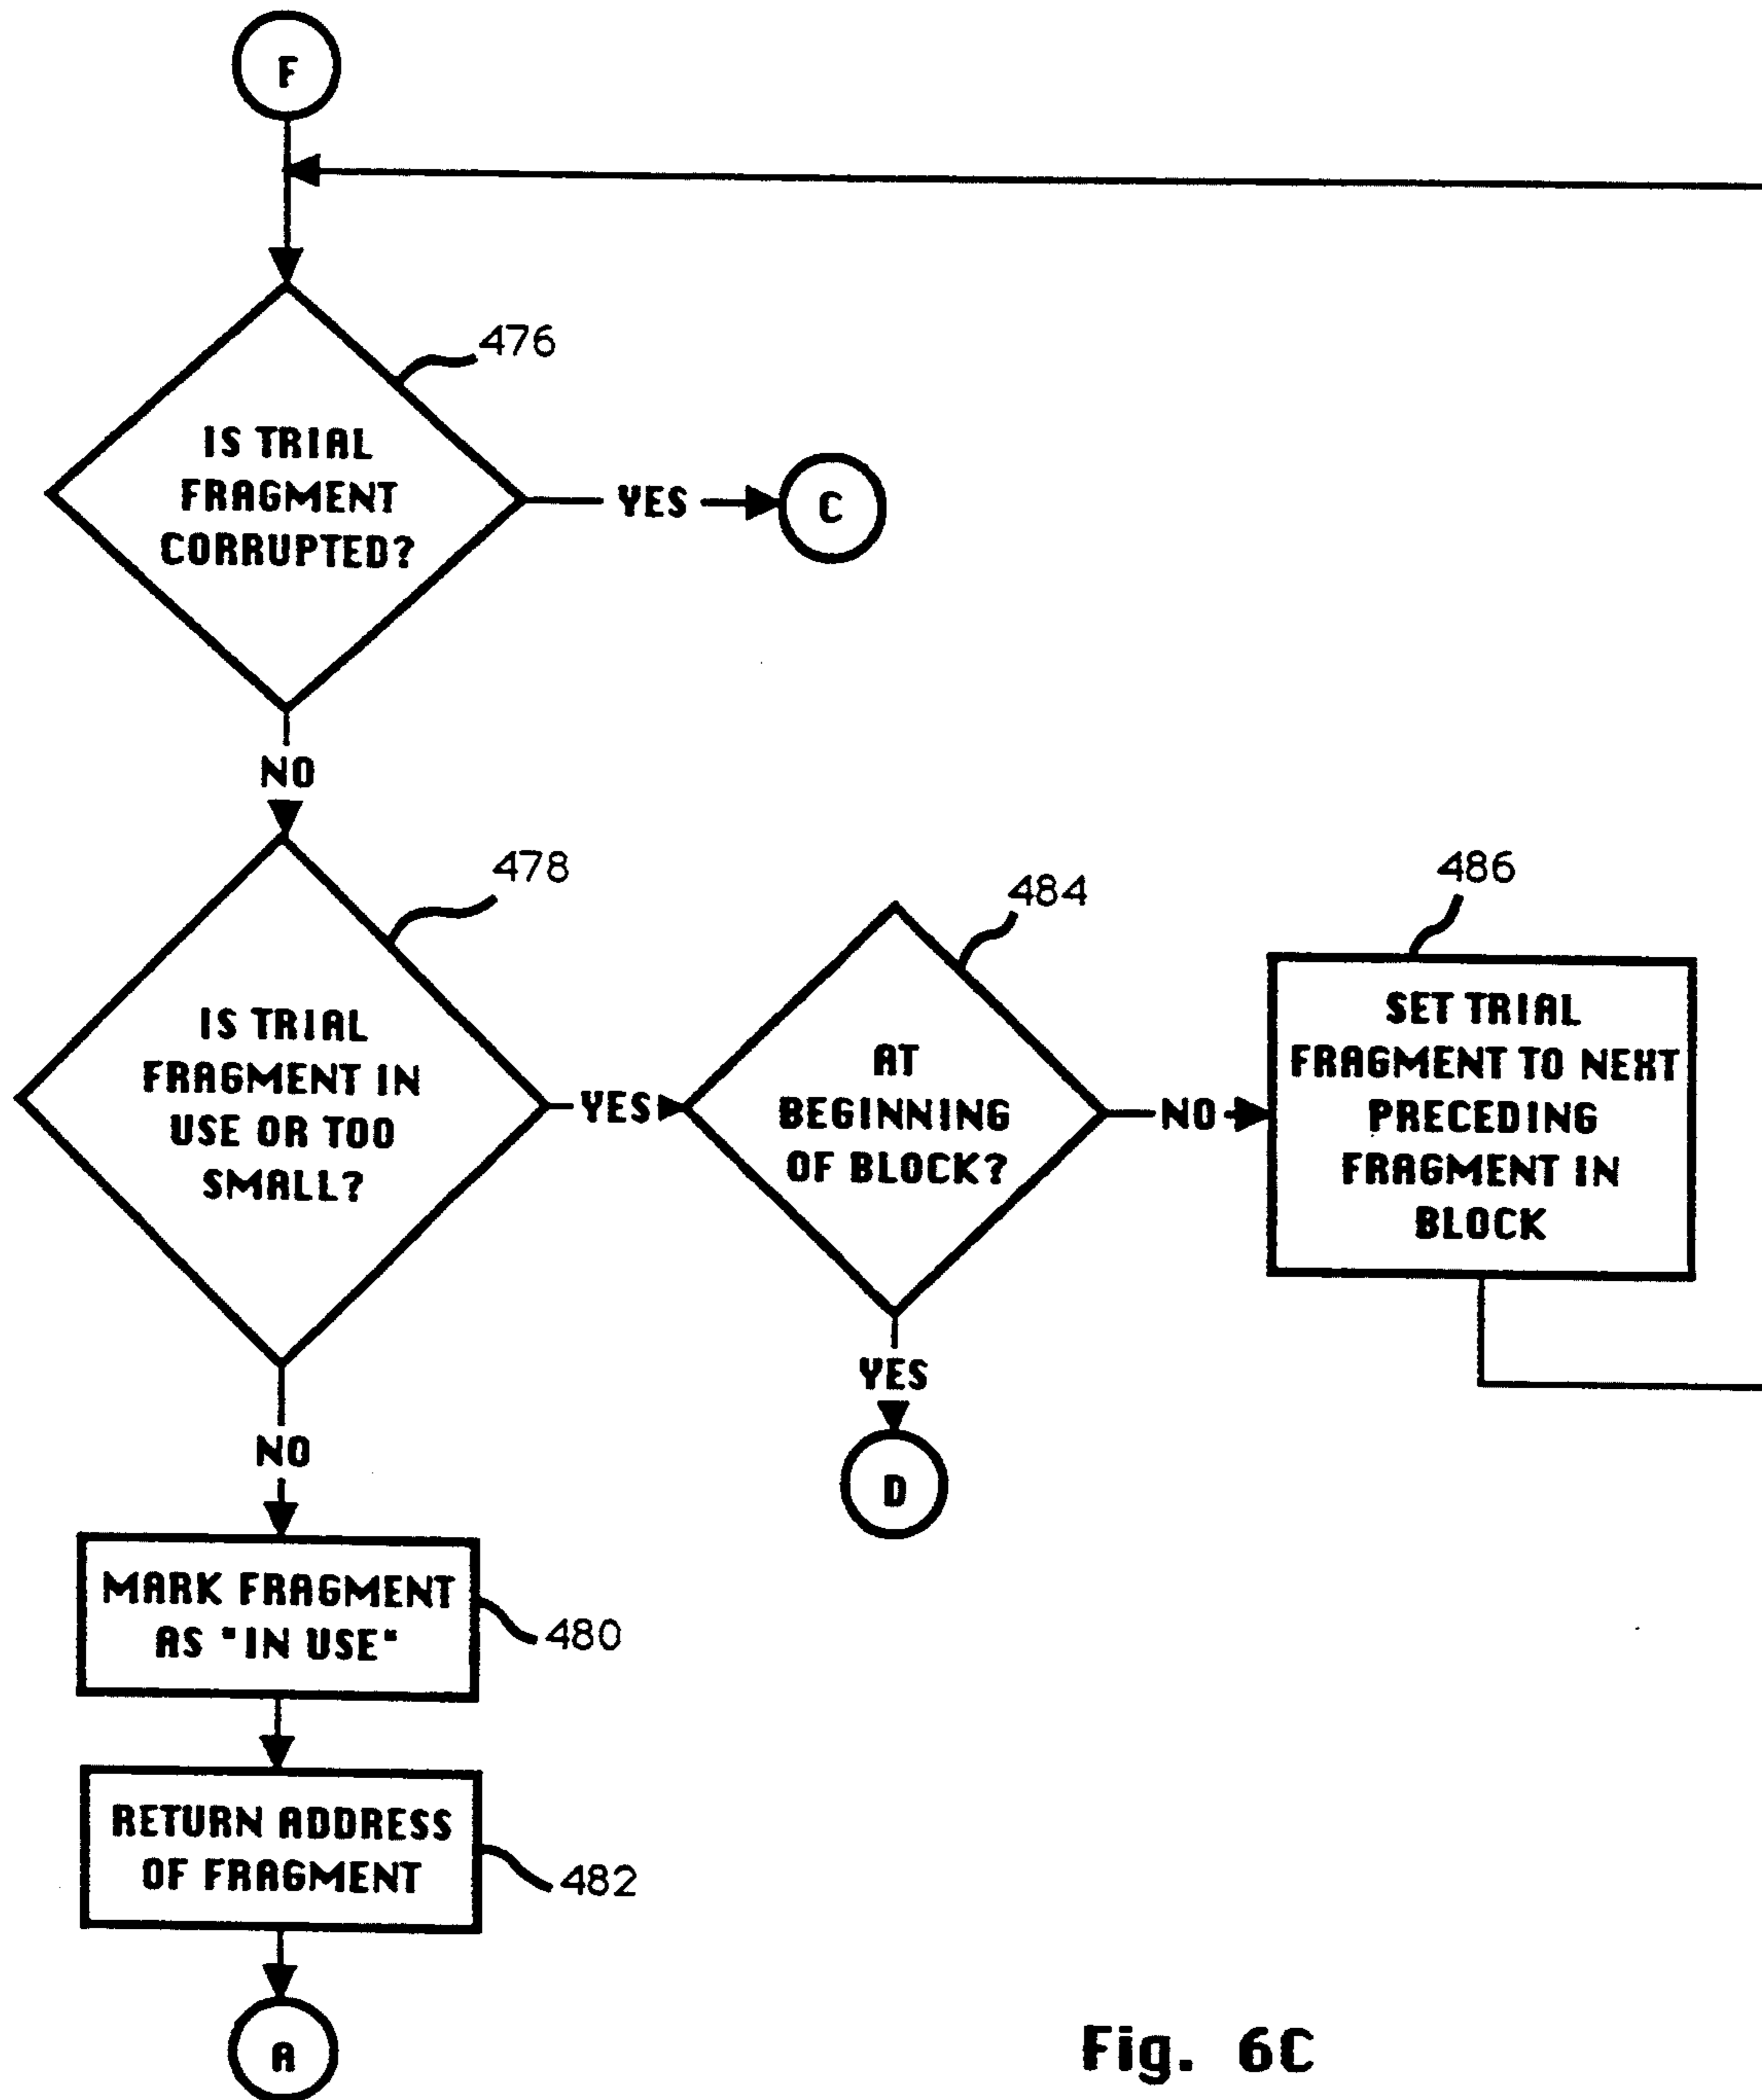 F
476
IS TRIAL
FRAGMENT
CORRUPTED?
YES
C
NO
478
IS TRIAL
FRAGMENT IN
USE OR TOO
SMALL?
YES
484
AT
BEGINNING
OF BLOCK?
NO
486
SET TRIAL
FRAGMENT TO NEXT
PRECEDING
FRAGMENT IN
BLOCK
YES
D
NO
MARK FRAGMENT
AS "IN USE"
480
RETURN ADDRESS
OF FRAGMENT
482
A
Fig. 6C